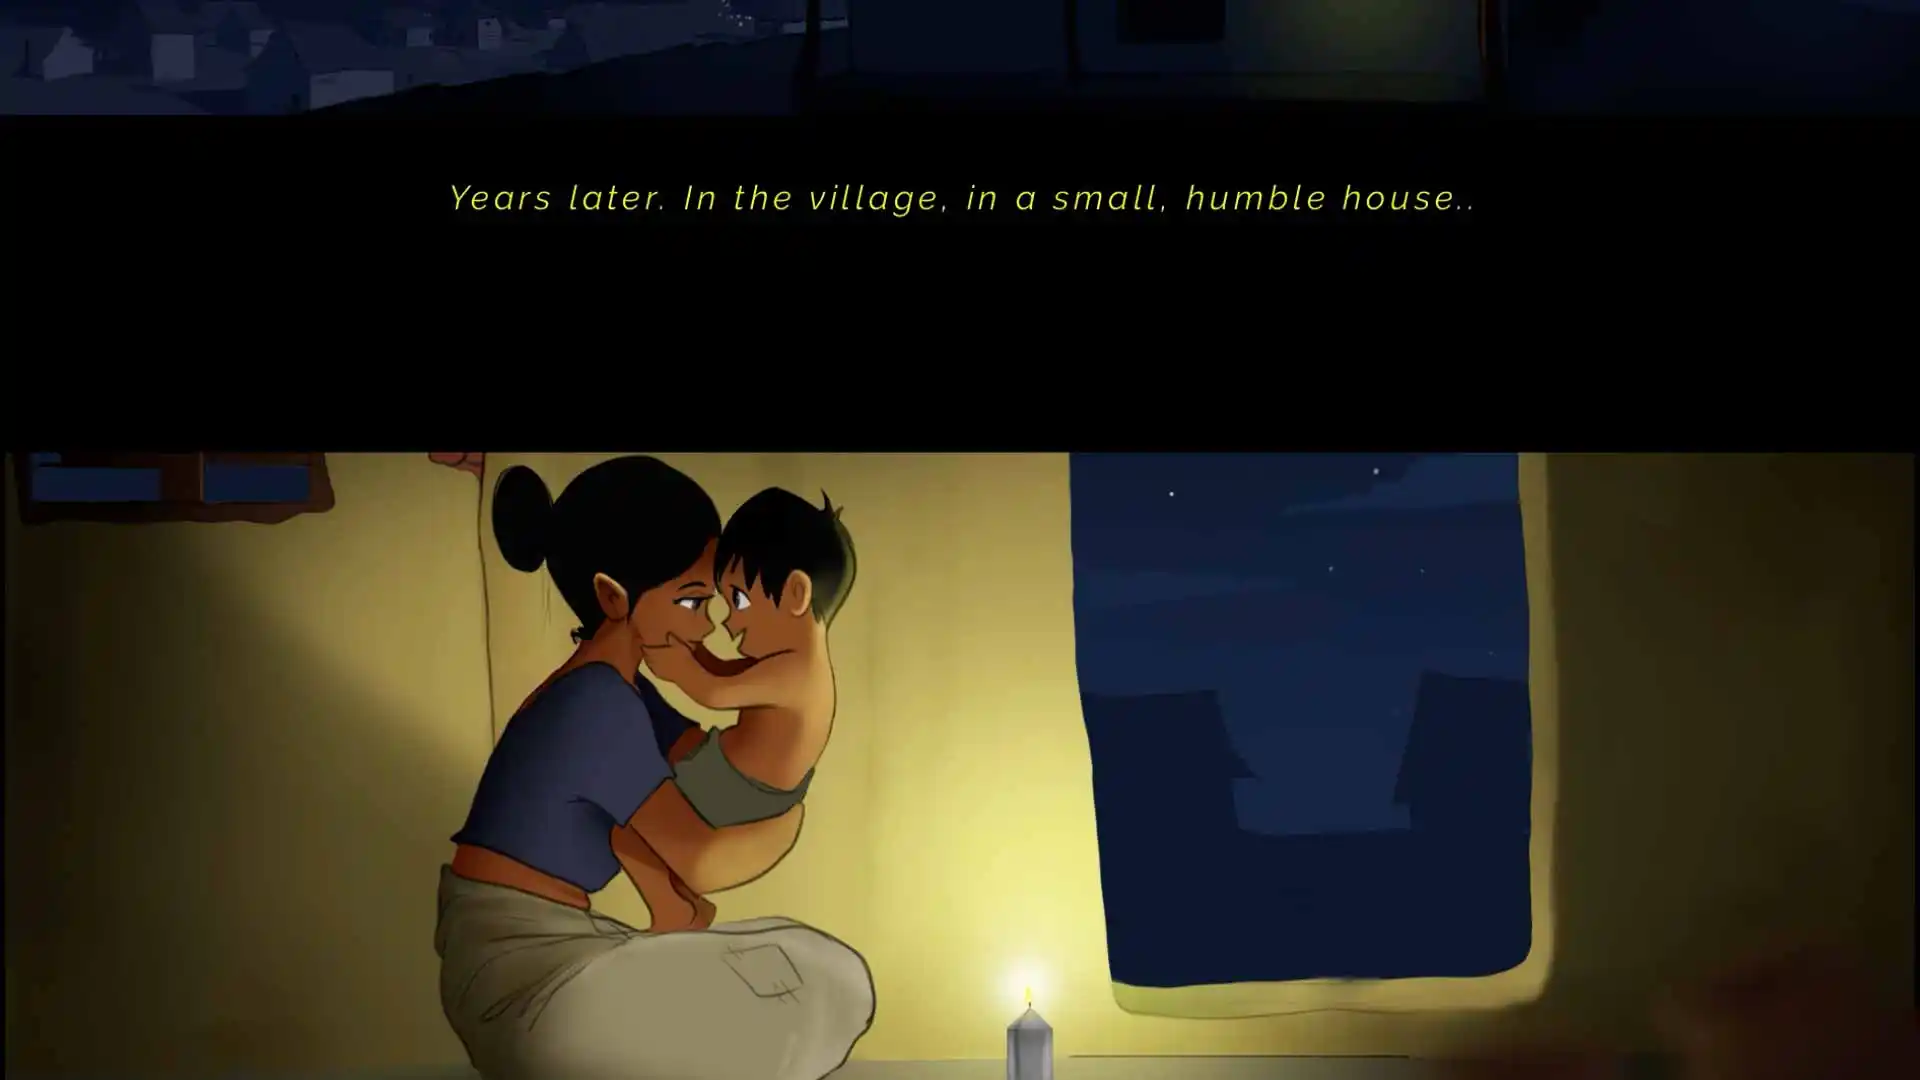 Years later. In the village, in a small, humble house..